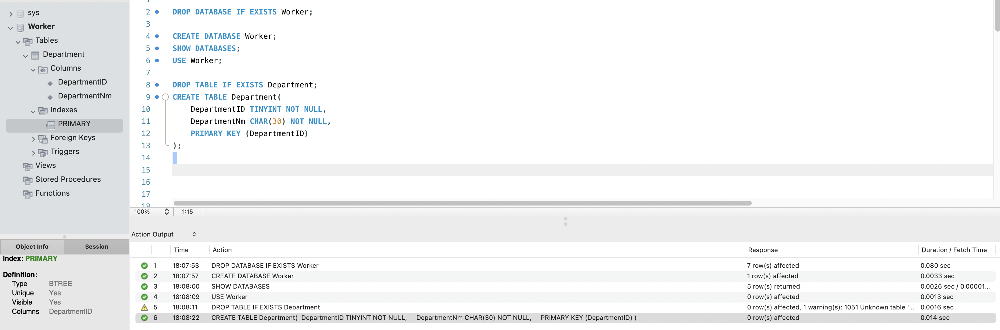 sys
Worker
Tables
Department
Columns
DepartmentID
DepartmentNm
Indexes
PRIMARY
Foreign Keys
Triggers
Views
Stored Procedures
Functions
Object Info Session
Index: PRIMARY
Definition:
Type BTREE
Unique Yes
Visible Yes
Columns DepartmentID
1
2 DROP DATABASE IF EXISTS Worker;
3
4 CREATE DATABASE Worker;
5 SHOW DATABASES;
6 USE Worker;
7
8 DROP TABLE IF EXISTS Department;
9 CREATE TABLE Department(
10 DepartmentID TINYINT NOT NULL,
11 DepartmentNm CHAR(30) NOT NULL,
12 PRIMARY KEY (DepartmentID)
13 );
14
15
16
17
18
100% 1:15
Action Output
Time Action Response Duration / Fetch Time
1 18:07:53 DROP DATABASE IF EXISTS Worker 7 row(s) affected 0.080 sec
2 18:07:57 CREATE DATABASE Worker 1 row(s) affected 0.0033 sec
3 18:08:00 SHOW DATABASES 5 row(s) returned 0.0026 sec / 0.00001...
4 18:08:09 USE Worker 0 row(s) affected 0.0013 sec
5 18:08:11 DROP TABLE IF EXISTS Department 0 row(s) affected, 1 warning(s): 1051 Unknown table '... 0.0016 sec
6 18:08:22 CREATE TABLE Department( DepartmentID TINYINT NOT NULL, DepartmentNm CHAR(30) NOT NULL, PRIMARY KEY (DepartmentID) ) 0 row(s) affected 0.014 sec